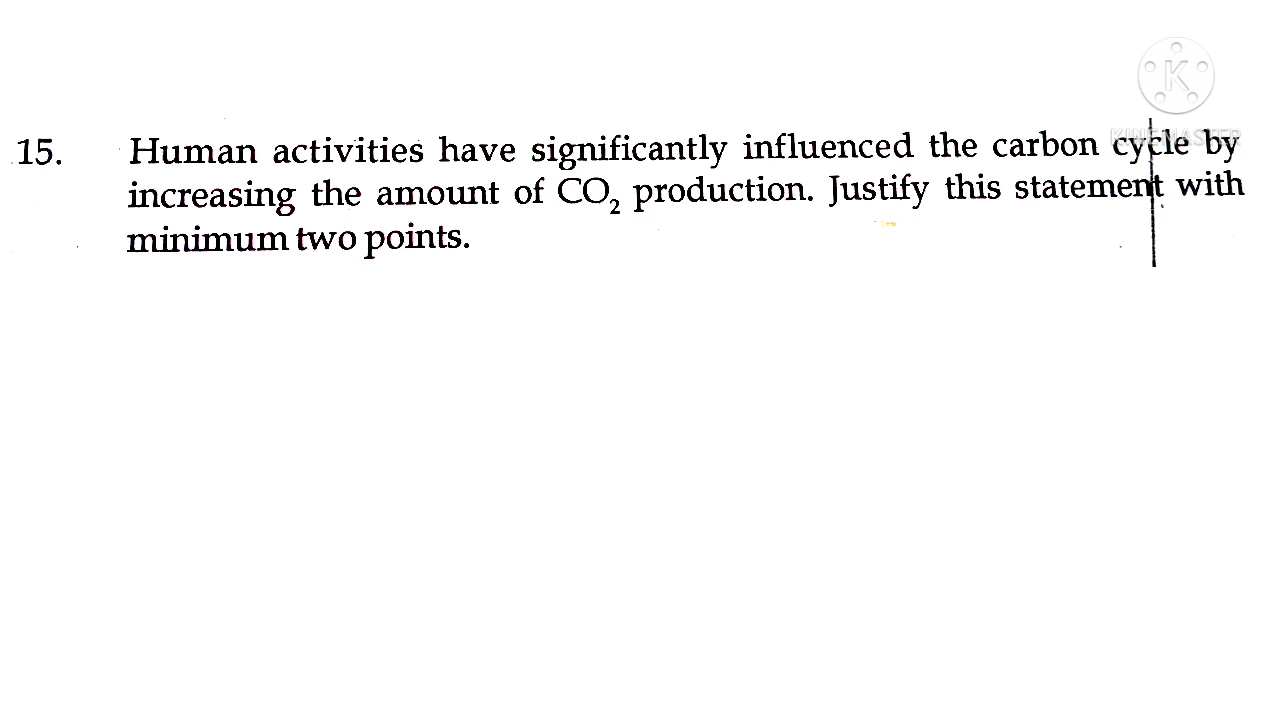 KINEMASTER
15. Human activities have significantly influenced the carbon cycle by
increasing the amount of CO₂ production. Justify this statement with
minimum two points.